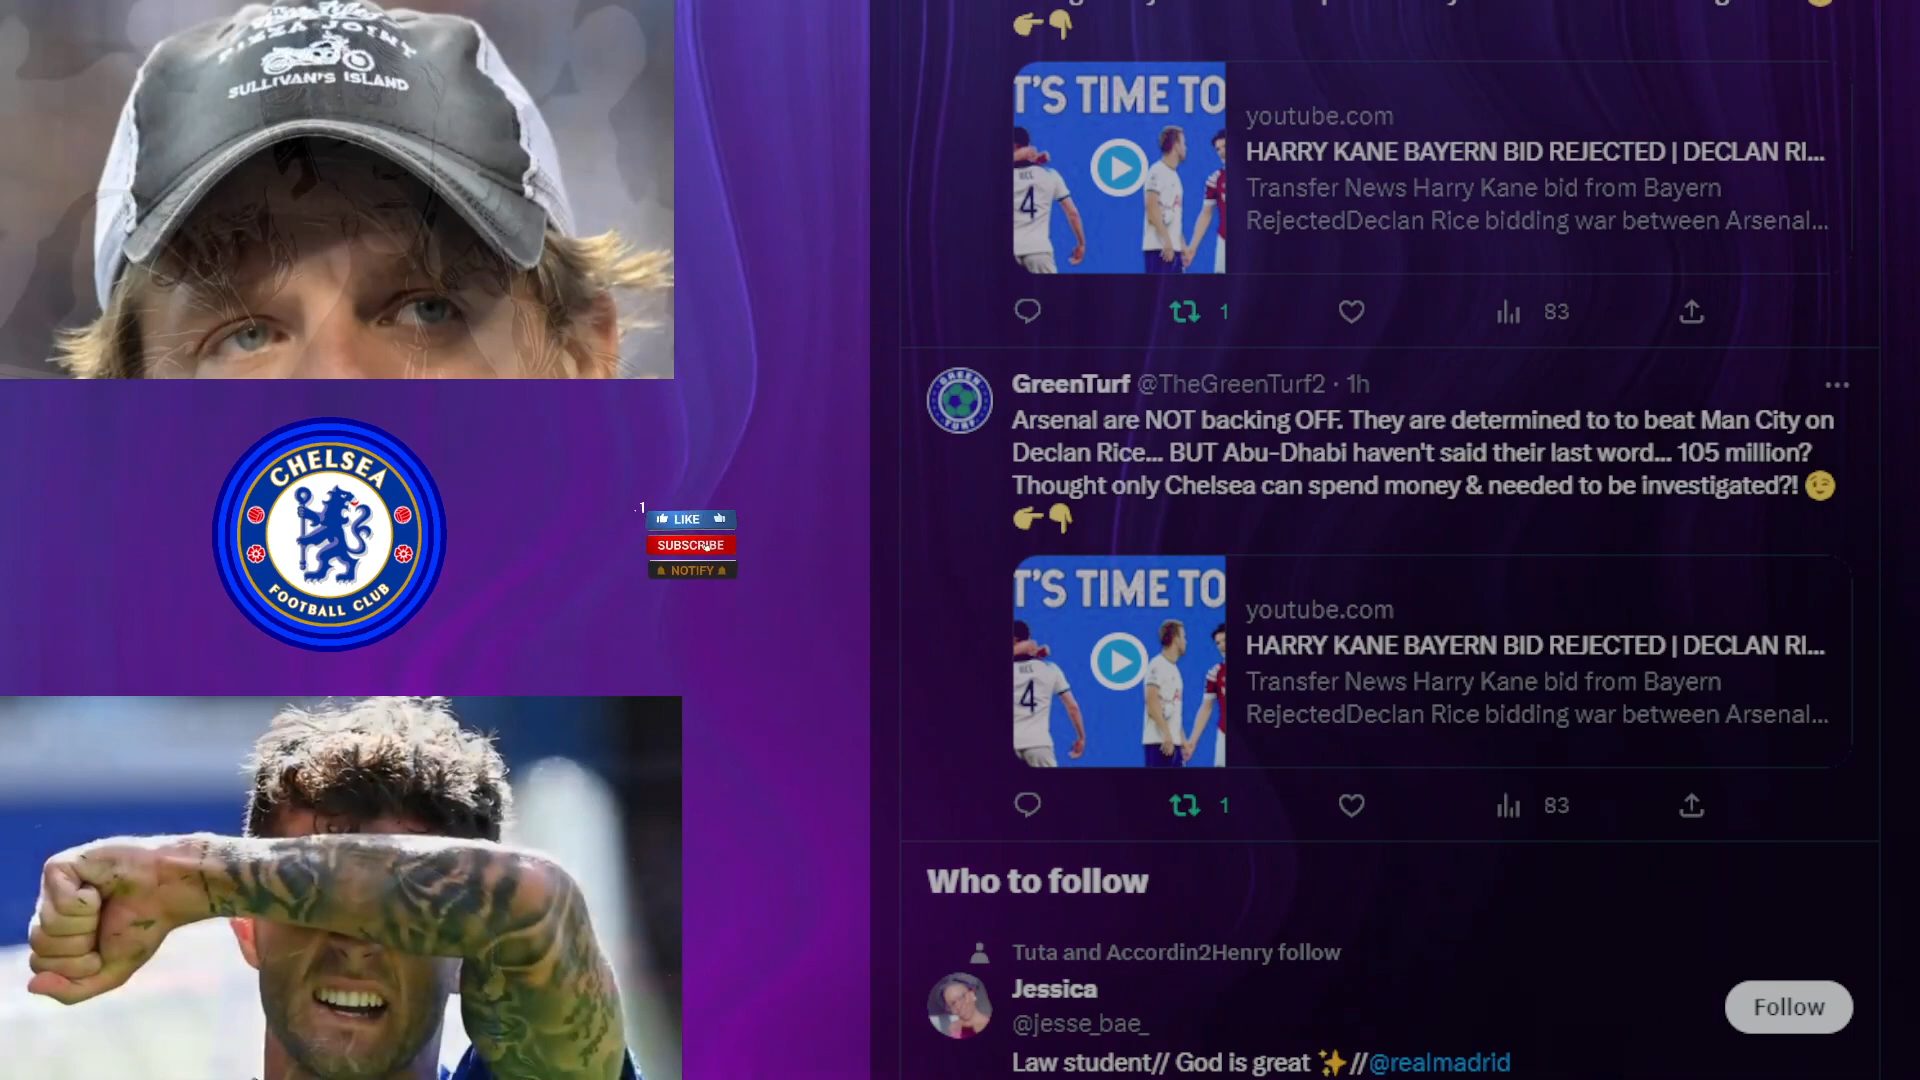 PIZZA JOINT
SULLIVAN'S ISLAND
CHELSEA
FOOTBALL CLUB
.1
LIKE
SUBSCRIBE
NOTIFY
T'S TIME TO
4
youtube.com
HARRY KANE BAYERN BID REJECTED | DECLAN RI...
Transfer News Harry Kane bid from Bayern
RejectedDeclan Rice bidding war between Arsenal...
1
83
GREEN
TURF
GreenTurf @TheGreenTurf2 · 1h
Arsenal are NOT backing OFF. They are determined to to beat Man City on
Declan Rice... BUT Abu-Dhabi haven't said their last word... 105 million?
Thought only Chelsea can spend money & needed to be investigated?! 😉
👉👇
T'S TIME TO
4
youtube.com
HARRY KANE BAYERN BID REJECTED | DECLAN RI...
Transfer News Harry Kane bid from Bayern
RejectedDeclan Rice bidding war between Arsenal...
1
83
Who to follow
Tuta and Accordin2Henry follow
Jessica
@jesse_bae_
Follow
Law student// God is great ✨//@realmadrid